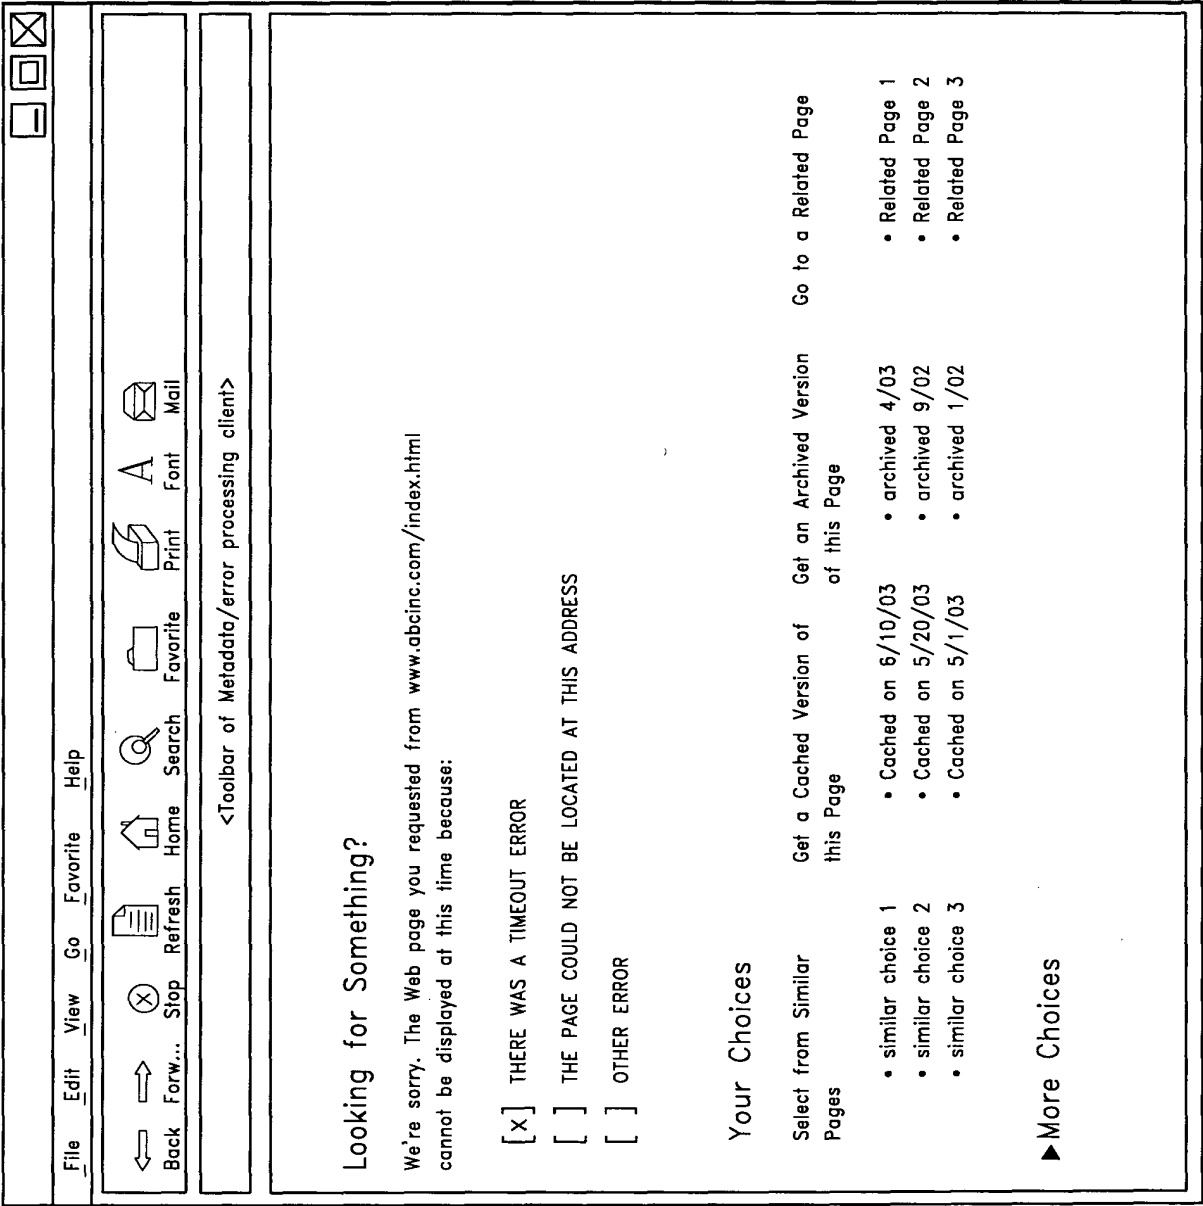 File Edit View Go Favorite Help
Back Forw... Stop Refresh Home Search Favorite Print Font Mail
<Toolbar of Metadata/error processing client>
Looking for Something?
We're sorry. The Web page you requested from www.abcinc.com/index.html
cannot be displayed at this time because:
[x] THERE WAS A TIMEOUT ERROR
[ ] THE PAGE COULD NOT BE LOCATED AT THIS ADDRESS
[ ] OTHER ERROR
Your Choices
Select from Similar
Pages
• similar choice 1
• similar choice 2
• similar choice 3
Get a Cached Version of
this Page
• Cached on 6/10/03
• Cached on 5/20/03
• Cached on 5/1/03
Get an Archived Version
of this Page
• archived 4/03
• archived 9/02
• archived 1/02
Go to a Related Page
• Related Page 1
• Related Page 2
• Related Page 3
▶More Choices